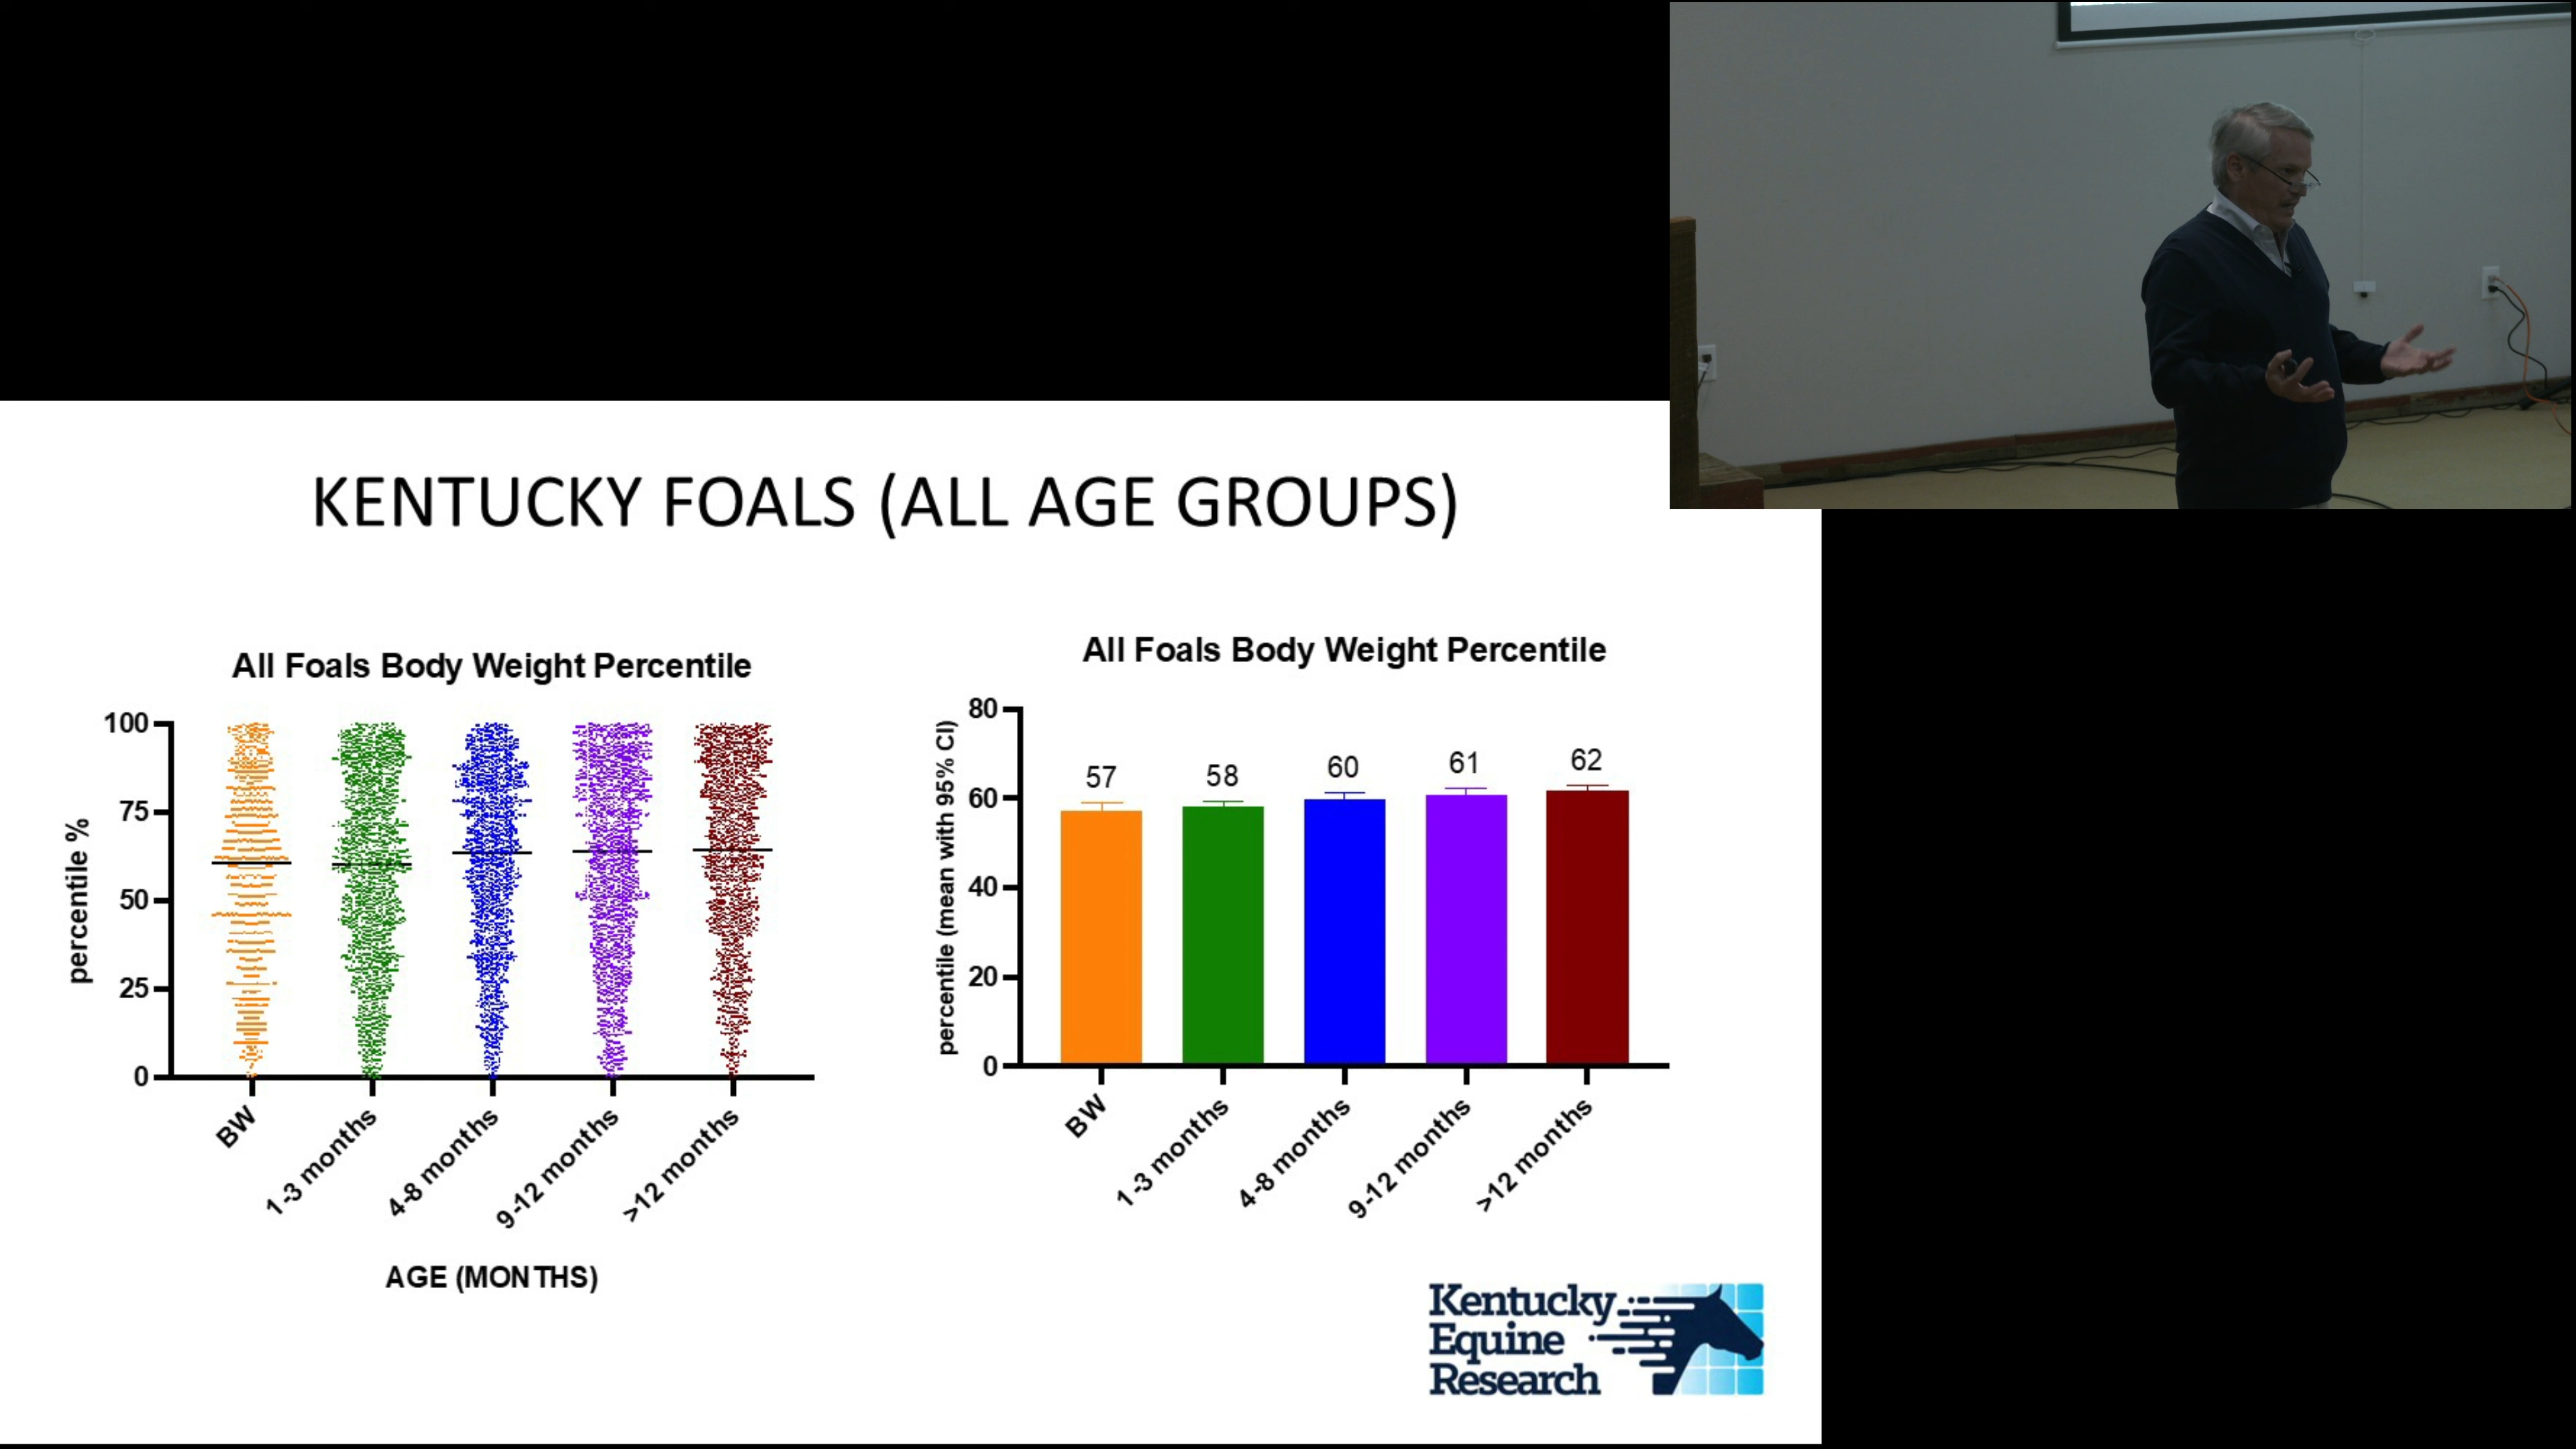 KENTUCKY FOALS (ALL AGE GROUPS)
All Foals Body Weight Percentile
percentile %
100
75
50
25
0
BW
1-3 months
4-8 months
9-12 months
>12 months
AGE (MONTHS)
All Foals Body Weight Percentile
percentile (mean with 95% CI)
80
60
40
20
0
57
58
60
61
62
BW
1-3 months
4-8 months
9-12 months
>12 months
Kentucky
Equine
Research